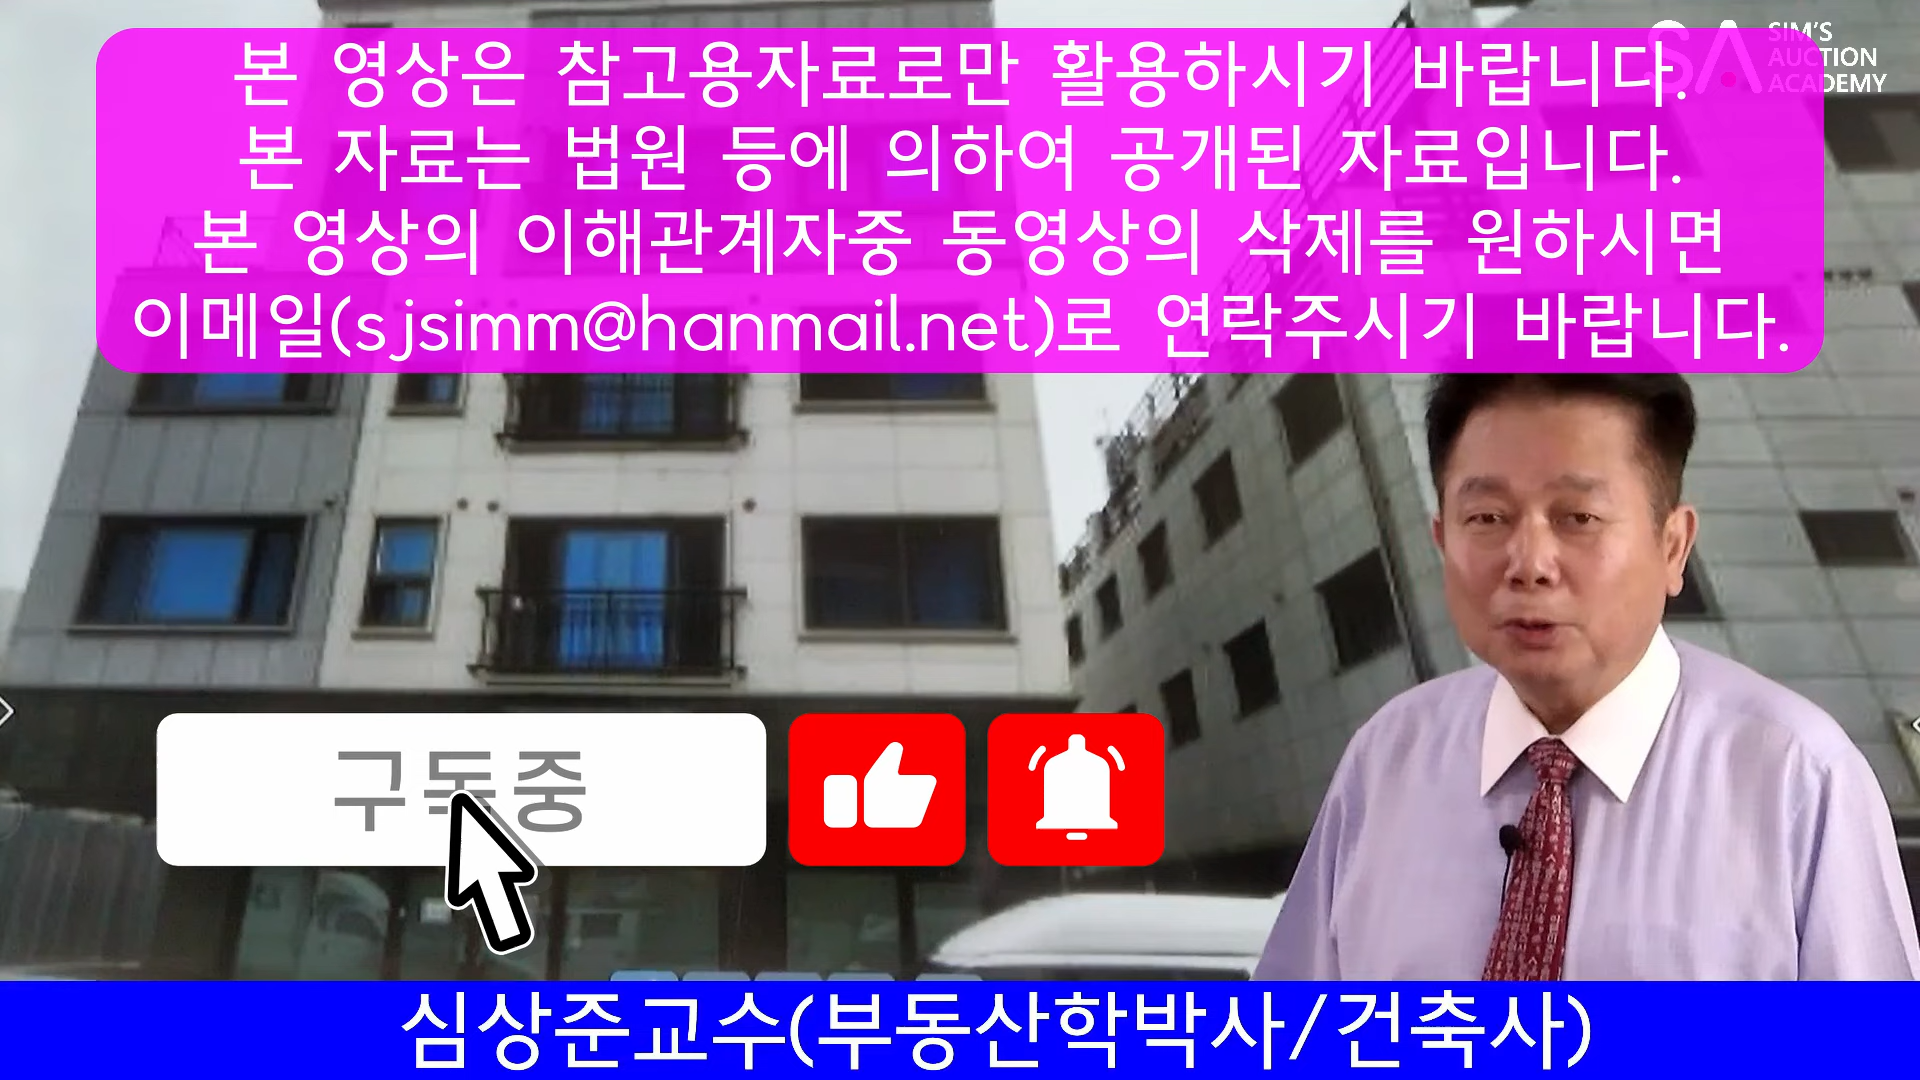 본 영상은 참고용자료로만 활용하시기 바랍니다.
본 자료는 법원 등에 의하여 공개된 자료입니다.
본 영상의 이해관계자중 동영상의 삭제를 원하시면
이메일(sjsimm@hanmail.net)로 연락주시기 바랍니다.
SA SIM'S
AUCTION
ACADEMY
구독중
심상준교수(부동산학박사/건축사)